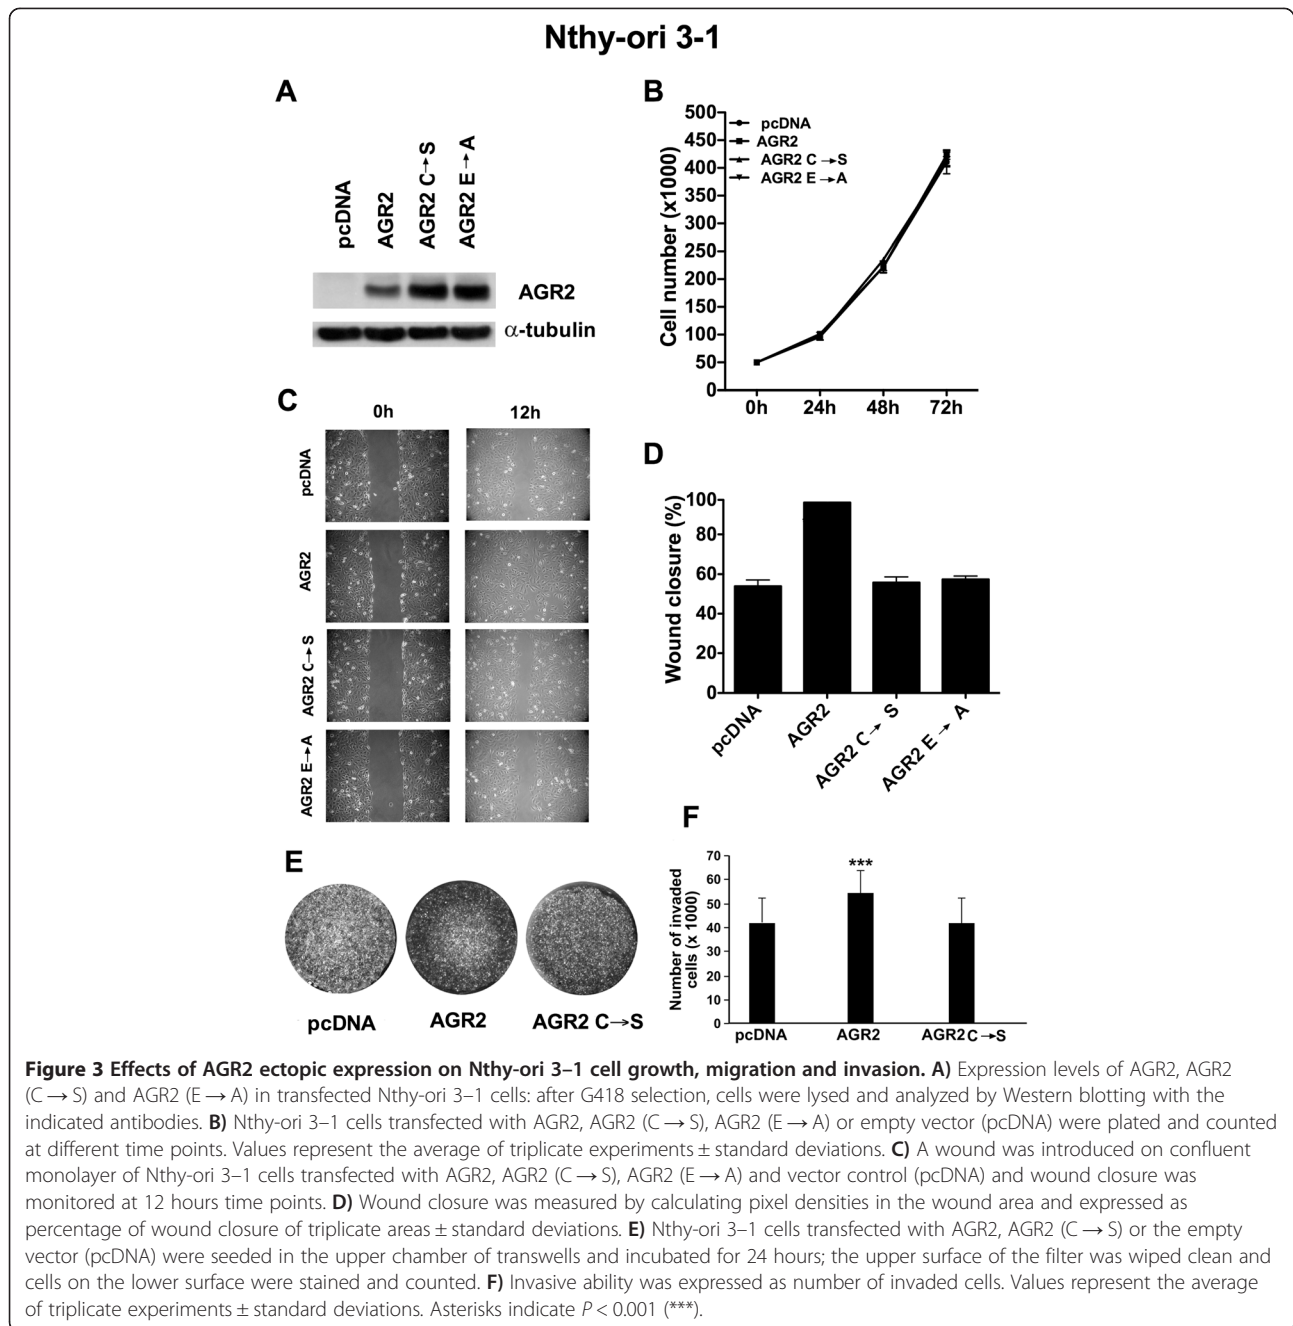 Nthy-ori 3-1
A
pcDNA
AGR2
AGR2 C→S
AGR2 E→A
AGR2
α-tubulin
B
Cell number (x1000)
500
450
400
350
300
250
200
150
100
50
0
pcDNA
AGR2
AGR2 C→S
AGR2 E→A
0h 24h 48h 72h
C
0h 12h
pcDNA
AGR2
AGR2 C→S
AGR2 E→A
D
Wound closure (%)
100
80
60
40
20
0
pcDNA
AGR2
AGR2 C→ S
AGR2 E→ A
E
pcDNA AGR2 AGR2 C→S
F
Number of invaded
cells (x 1000)
70
60
50
40
30
20
10
0
***
pcDNA AGR2 AGR2 C→S
Figure 3 Effects of AGR2 ectopic expression on Nthy-ori 3–1 cell growth, migration and invasion. A) Expression levels of AGR2, AGR2
(C → S) and AGR2 (E → A) in transfected Nthy-ori 3–1 cells: after G418 selection, cells were lysed and analyzed by Western blotting with the
indicated antibodies. B) Nthy-ori 3–1 cells transfected with AGR2, AGR2 (C → S), AGR2 (E → A) or empty vector (pcDNA) were plated and counted
at different time points. Values represent the average of triplicate experiments ± standard deviations. C) A wound was introduced on confluent
monolayer of Nthy-ori 3–1 cells transfected with AGR2, AGR2 (C → S), AGR2 (E → A) and vector control (pcDNA) and wound closure was
monitored at 12 hours time points. D) Wound closure was measured by calculating pixel densities in the wound area and expressed as
percentage of wound closure of triplicate areas ± standard deviations. E) Nthy-ori 3–1 cells transfected with AGR2, AGR2 (C → S) or the empty
vector (pcDNA) were seeded in the upper chamber of transwells and incubated for 24 hours; the upper surface of the filter was wiped clean and
cells on the lower surface were stained and counted. F) Invasive ability was expressed as number of invaded cells. Values represent the average
of triplicate experiments ± standard deviations. Asterisks indicate P < 0.001 (***).